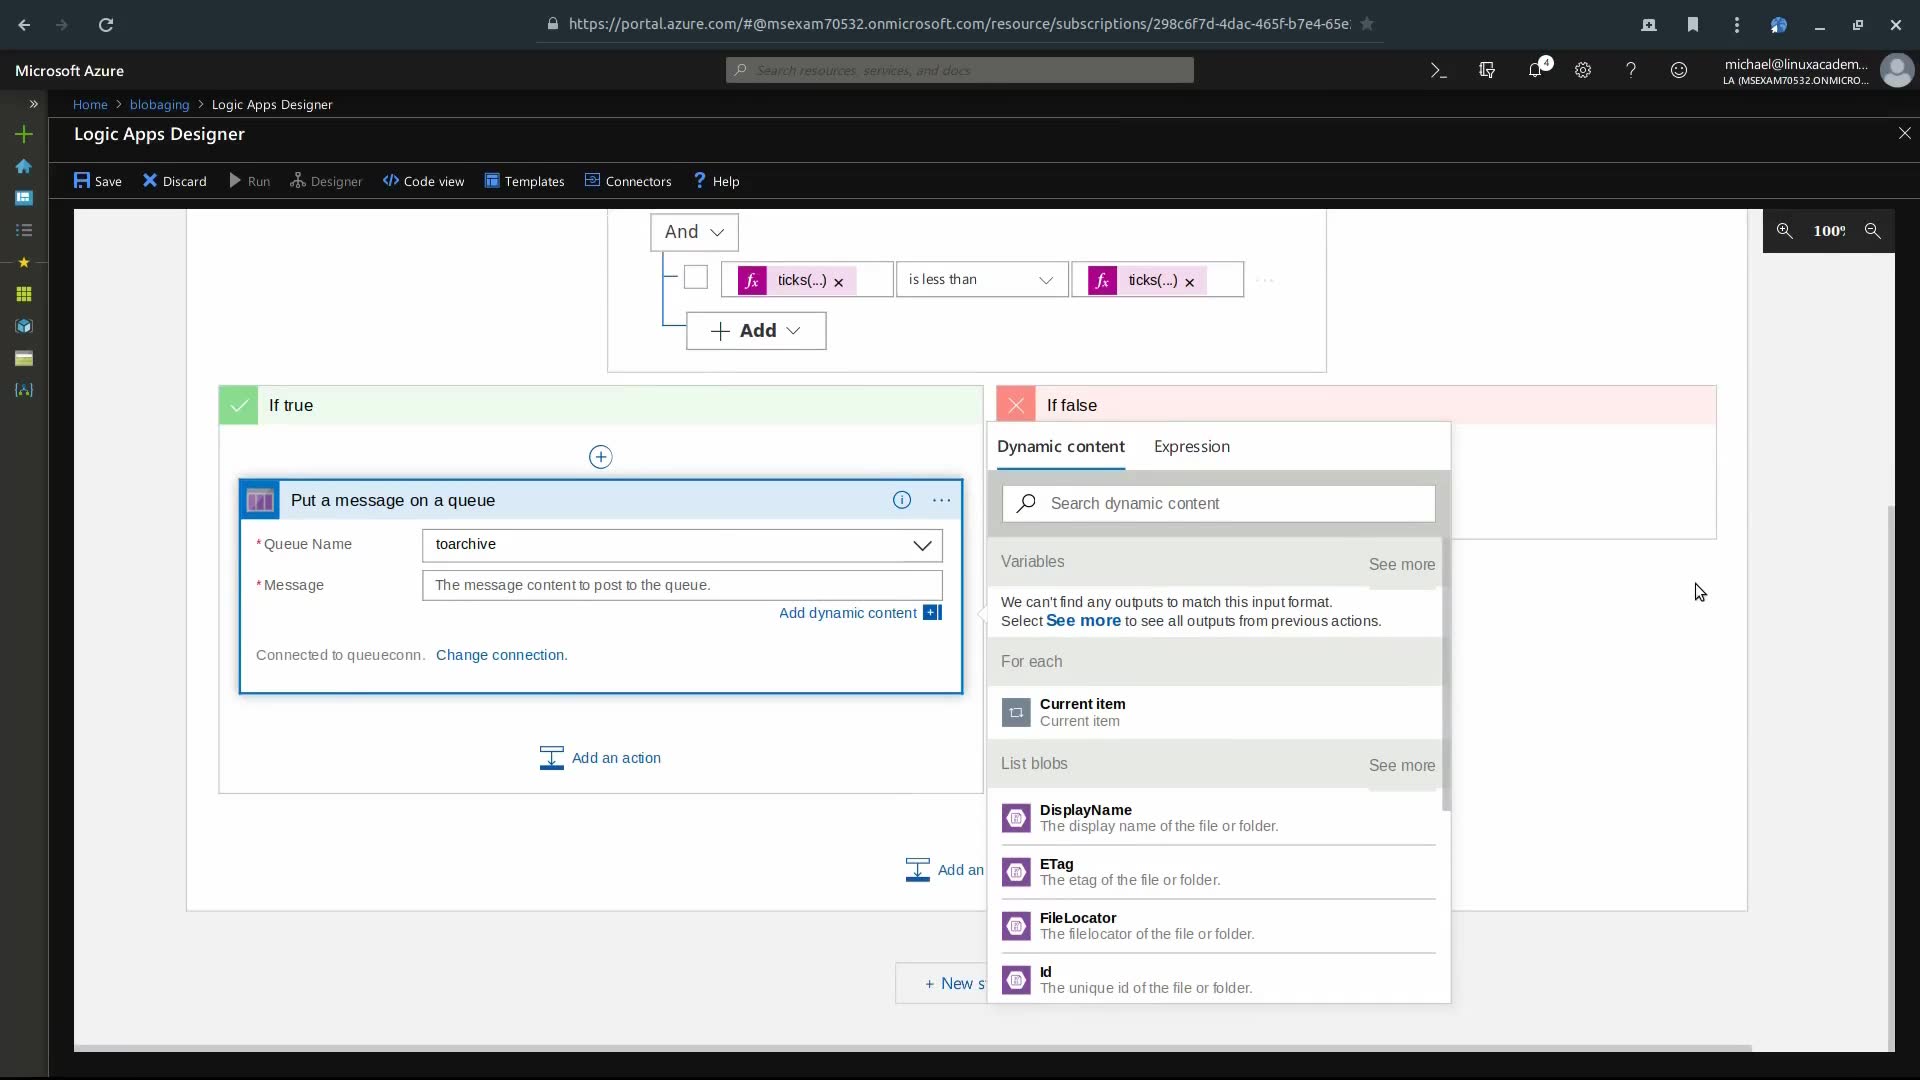 https://portal.azure.com/#@msexam70532.onmicrosoft.com/resource/subscriptions/298c6f7d-4dac-465f-b7e4-65e
Microsoft Azure
Search resources, services, and docs
4
michael@linuxacadem...
LA (MSEXAM70532.ONMICRO...
Home > blobaging > Logic Apps Designer
Logic Apps Designer
Save
Discard
Run
Designer
Code view
Templates
Connectors
? Help
And
100%
fx ticks(...) ×
is less than
fx ticks(...) ×
...
+ Add
If true
If false
Dynamic content
Expression
Put a message on a queue
...
Search dynamic content
*Queue Name
toarchive
*Message
The message content to post to the queue.
Add dynamic content
Connected to queueconn. Change connection.
Variables
See more
We can't find any outputs to match this input format.
Select See more to see all outputs from previous actions.
For each
Current item
Current item
Add an action
List blobs
See more
DisplayName
The display name of the file or folder.
Add an
ETag
The etag of the file or folder.
FileLocator
The filelocator of the file or folder.
+ New s
Id
The unique id of the file or folder.